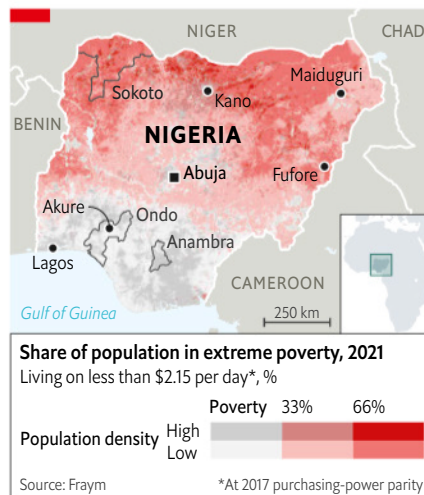 NIGER
CHAD
Sokoto
Kano
Maiduguri
BENIN
NIGERIA
Abuja
Fufore
Akure
Ondo
Anambra
Lagos
CAMEROON
Gulf of Guinea
250 km
Share of population in extreme poverty, 2021
Living on less than $2.15 per day*, %
Poverty 33% 66%
Population density High
Low
Source: Fraym *At 2017 purchasing-power parity